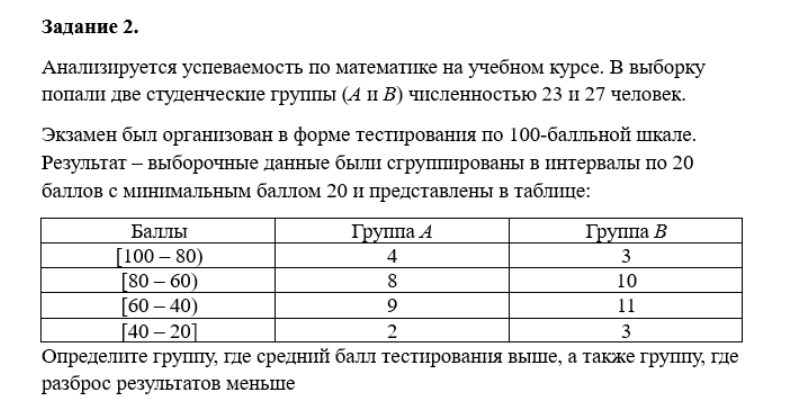 Задание 2.
Анализируется успеваемость по математике на учебном курсе. В выборку
попали две студенческие группы (А и В) численностью 23 и 27 человек.
Экзамен был организован в форме тестирования по 100-балльной шкале.
Результат – выборочные данные были сгруппированы в интервалы по 20
баллов с минимальным баллом 20 и представлены в таблице:
Баллы Группа А Группа В
[100 – 80) 4 3
[80 – 60) 8 10
[60 – 40) 9 11
[40 – 20] 2 3
Определите группу, где средний балл тестирования выше, а также группу, где
разброс результатов меньше